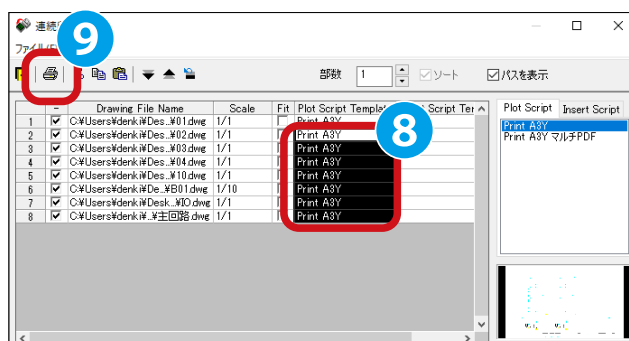 連続
9
ファイル(F)
部数 1 ソート パスを表示
Drawing File Name Scale Fit Plot Script Script Ter
1 C:¥Users¥denki¥Des..¥01.dwg 1/1 Print A3Y
2 C:¥Users¥denki¥Des..¥02.dwg 1/1 Print A3Y
3 C:¥Users¥denki¥Des..¥03.dwg 1/1 Print A3Y
4 C:¥Users¥denki¥Des..¥04.dwg 1/1 Print A3Y
5 C:¥Users¥denki¥Des..¥10.dwg 1/1 Print A3Y
6 C:¥Users¥denki¥De..¥B01.dwg 1/10 Print A3Y
7 C:¥Users¥denki¥Desk..¥IO.dwg 1/1 Print A3Y
8 C:¥Users¥denki¥..¥主回路.dwg 1/1 Print A3Y
8
Plot Script Insert Script
Print A3Y
Print A3Y マルチPDF